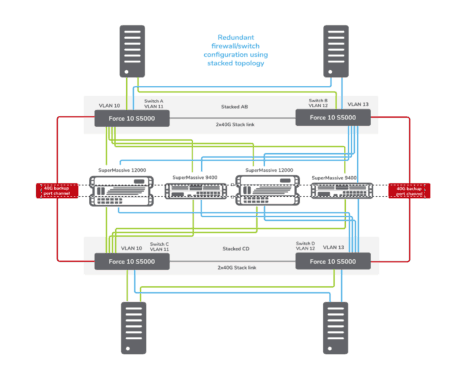 Redundant
firewall/switch
configuration using
stacked topology
VLAN 10
Switch A
VLAN 11
Stacked AB
Switch B
VLAN 12
VLAN 13
Force 10 S5000
Force 10 S5000
2x40G Stack link
SuperMassive 12000
SuperMassive 9400
SuperMassive 12000
SuperMassive 9400
40G backup
port channel
40G backup
port channel
VLAN 10
Switch C
VLAN 11
Stacked CD
Switch D
VLAN 12
VLAN 13
Force 10 S5000
Force 10 S5000
2x40G Stack link